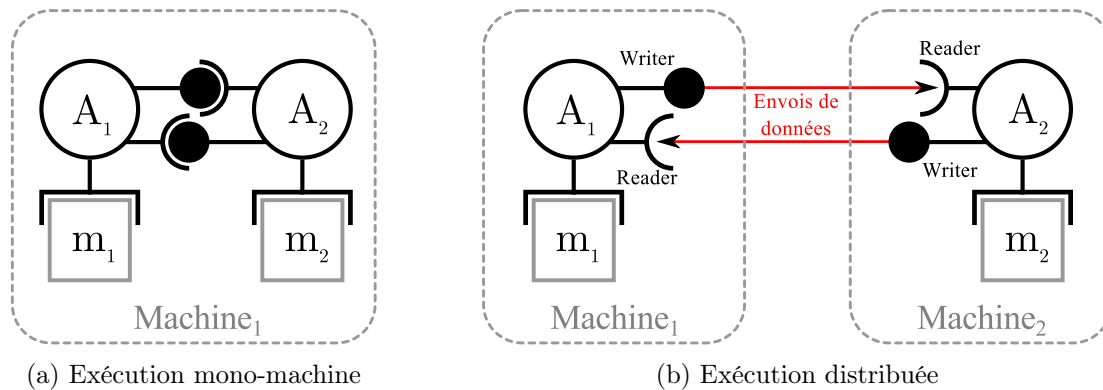 A₁
A₂
m₁
m₂
Machine₁
(a) Exécution mono-machine
Writer
Reader
A₁
Envois de
données
A₂
Reader
Writer
m₁
m₂
Machine₁
Machine₂
(b) Exécution distribuée